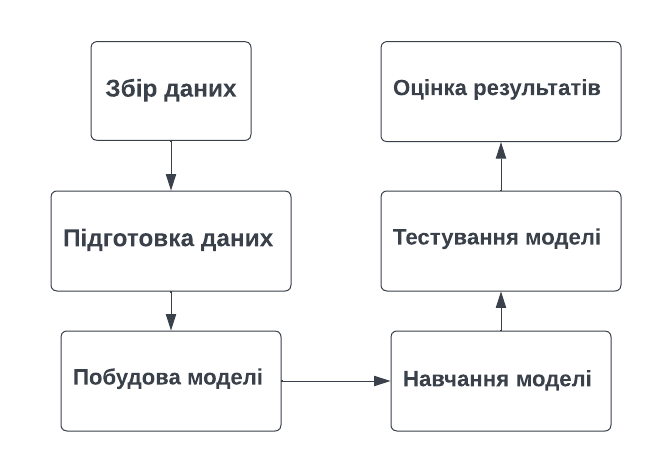 Збір даних
Підготовка даних
Побудова моделі
Навчання моделі
Тестування моделі
Оцінка результатів